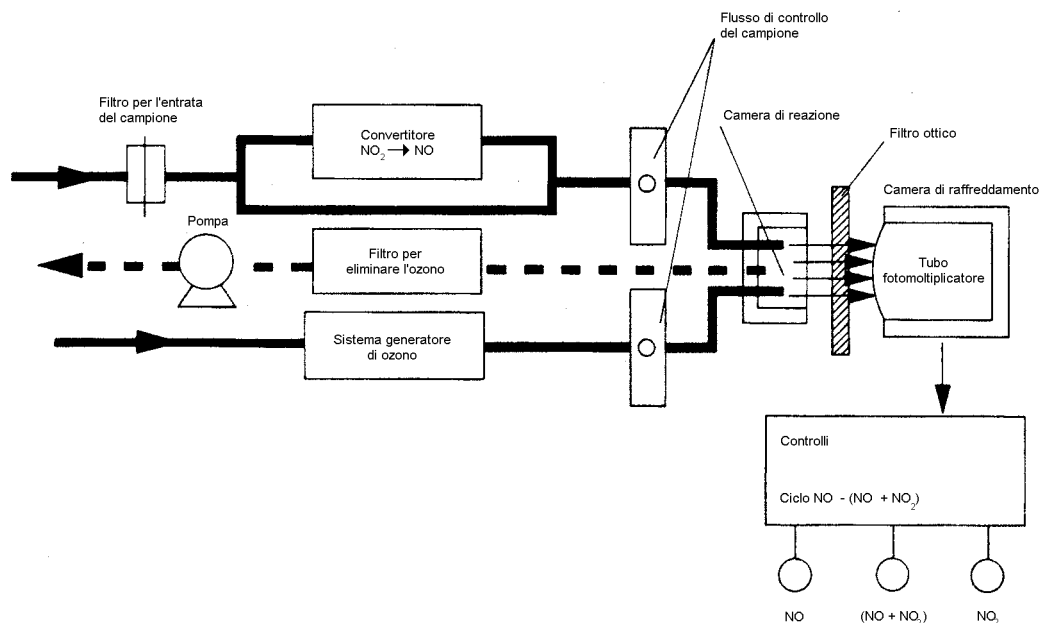 Flusso di controllo
del campione
Filtro per l'entrata
del campione
Camera di reazione
Convertitore
NO₂ → NO
Filtro ottico
Camera di raffreddamento
Pompa
Filtro per
eliminare l'ozono
Tubo
fotomoltiplicatore
Sistema generatore
di ozono
Controlli
Ciclo NO - (NO + NO₂)
NO
(NO + NO₂)
NO₂